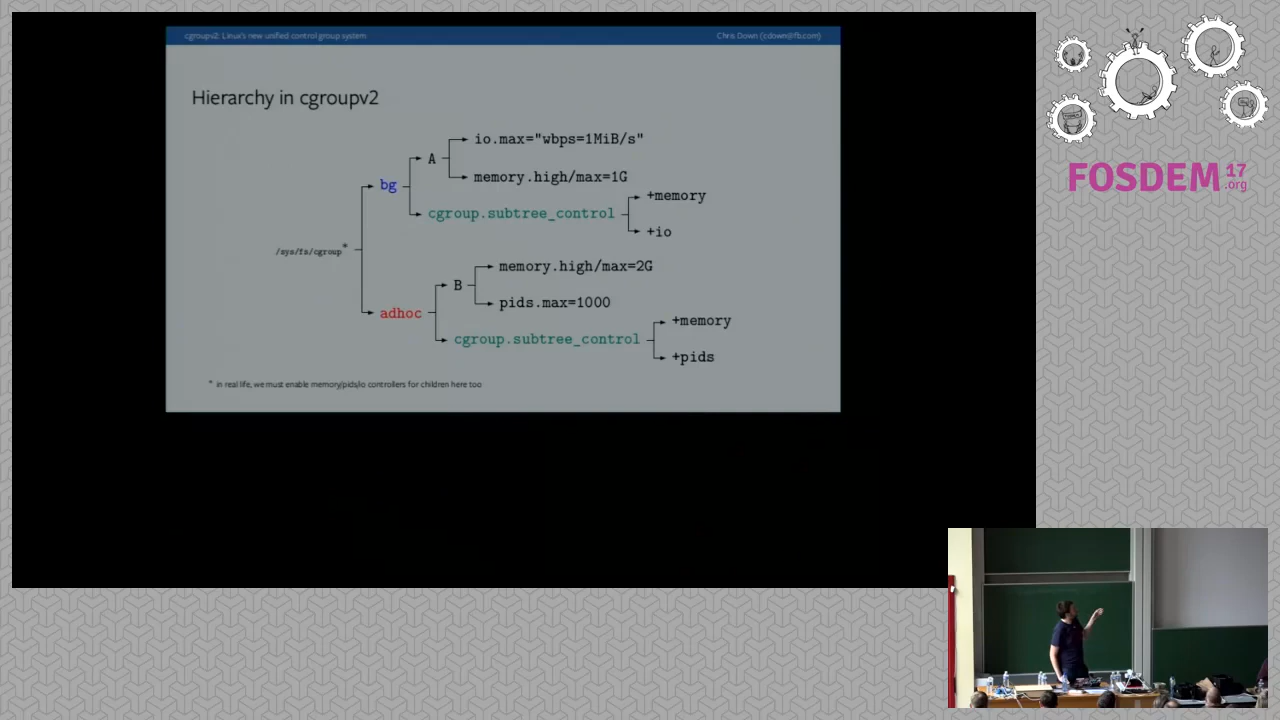 cgroupv2: Linux's new unified control group system
Chris Down (cdown@fb.com)
Hierarchy in cgroupv2
io.max="wbps=1MiB/s"
A
memory.high/max=1G
bg
+memory
cgroup.subtree_control
+io
/sys/fs/cgroup*
memory.high/max=2G
B
pids.max=1000
adhoc
+memory
cgroup.subtree_control
+pids
* in real life, we must enable memory/pids/io controllers for children here too
FOSDEM 17
.org